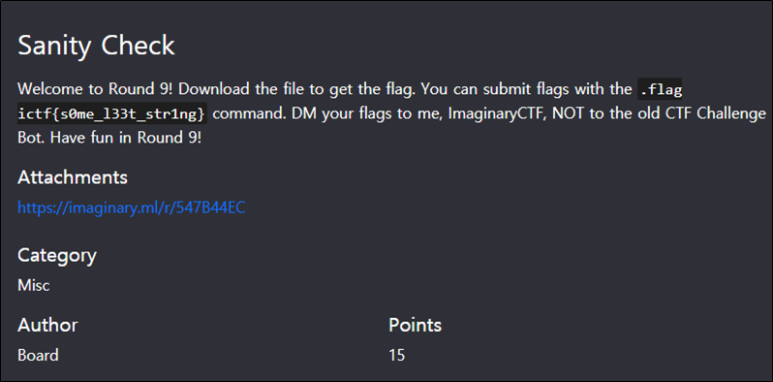 Sanity Check
Welcome to Round 9! Download the file to get the flag. You can submit flags with the .flag
ictf{s0me_l33t_str1ng} command. DM your flags to me, ImaginaryCTF, NOT to the old CTF Challenge
Bot. Have fun in Round 9!
Attachments
https://imaginary.ml/r/547B44EC
Category
Misc
Author Points
Board 15